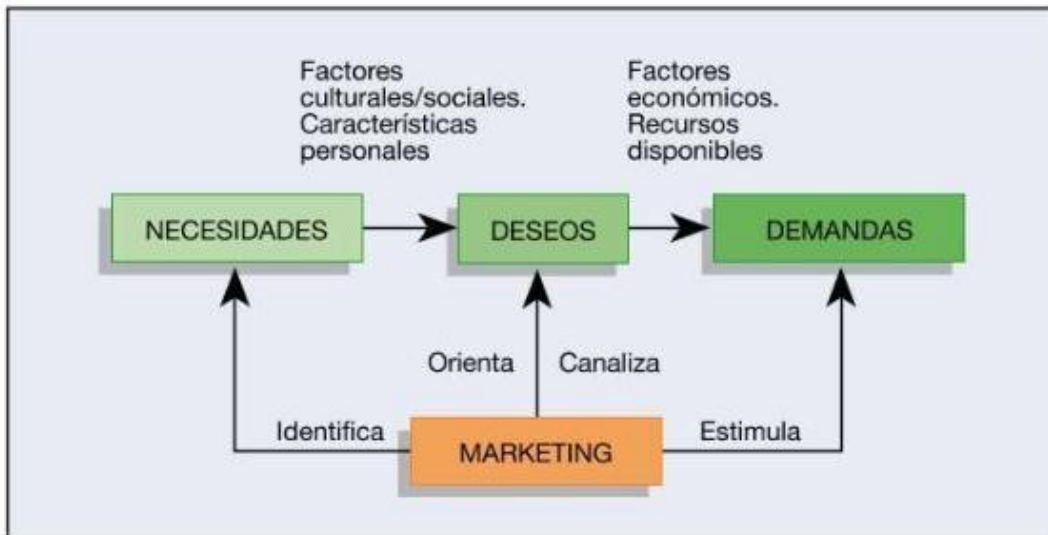 Factores
culturales/sociales.
Características
personales
Factores
económicos.
Recursos
disponibles
NECESIDADES
DESEOS
DEMANDAS
Orienta
Canaliza
Identifica
MARKETING
Estimula